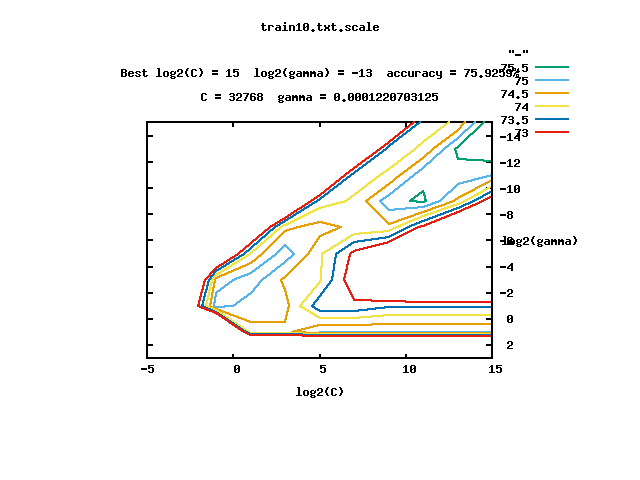 train10.txt.scale
"-"
Best log2(C) = 15  log2(gamma) = -13  accuracy = 75.9259%
75.5
75
C = 32768  gamma = 0.0001220703125
74.5
74
73.5
73
-14
-12
-10
-8
-6
log2(gamma)
-4
-2
0
2
-5 0 5 10 15
log2(C)